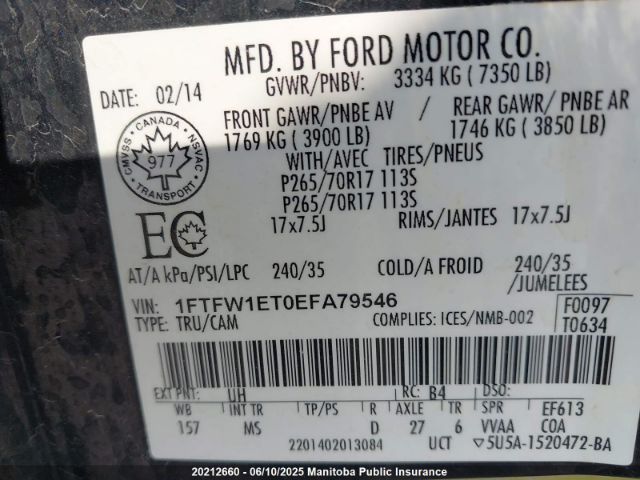 MFD. BY FORD MOTOR CO.
DATE: 02/14
GVWR/PNBV: 3334 KG ( 7350 LB)
FRONT GAWR/PNBE AV / REAR GAWR/ PNBE AR
1769 KG ( 3900 LB) 1746 KG ( 3850 LB)
WITH/AVEC TIRES/PNEUS
P265/70R17 113S
P265/70R17 113S
17x7.5J RIMS/JANTES 17x7.5J
CANADA
CMVSS 977 NSVAC
TRANSPORT
EC
AT/A kPa/PSI/LPC 240/35 COLD/A FROID 240/35
/JUMELEES
VIN: 1FTFW1ET0EFA79546
TYPE: TRU/CAM COMPLIES: ICES/NMB-002
F0097
T0634
EXT PNT: UH RC: B4 DSO:
WB INT TR TP/PS R AXLE TR SPR EF613
157 MS D 27 6 VVAA COA
2201402013084 UCT 5U5A-1520472-BA
20212660 - 06/10/2025 Manitoba Public Insurance